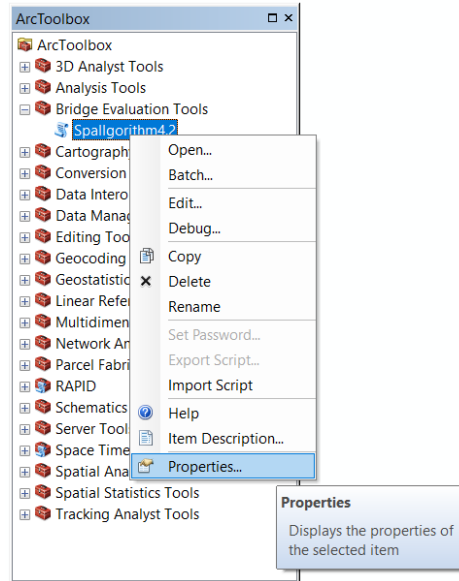 ArcToolbox
ArcToolbox
3D Analyst Tools
Analysis Tools
Bridge Evaluation Tools
Spallgorithm4.2
Cartograph
Conversion
Data Intero
Data Manag
Editing Too
Geocoding
Geostatistic
Linear Refer
Multidimen
Network An
Parcel Fabri
RAPID
Schematics
Server Tool
Space Time
Spatial Ana
Spatial Statistics Tools
Tracking Analyst Tools
Open...
Batch...
Edit...
Debug...
Copy
Delete
Rename
Set Password...
Export Script...
Import Script
Help
Item Description...
Properties...
Properties
Displays the properties of
the selected item